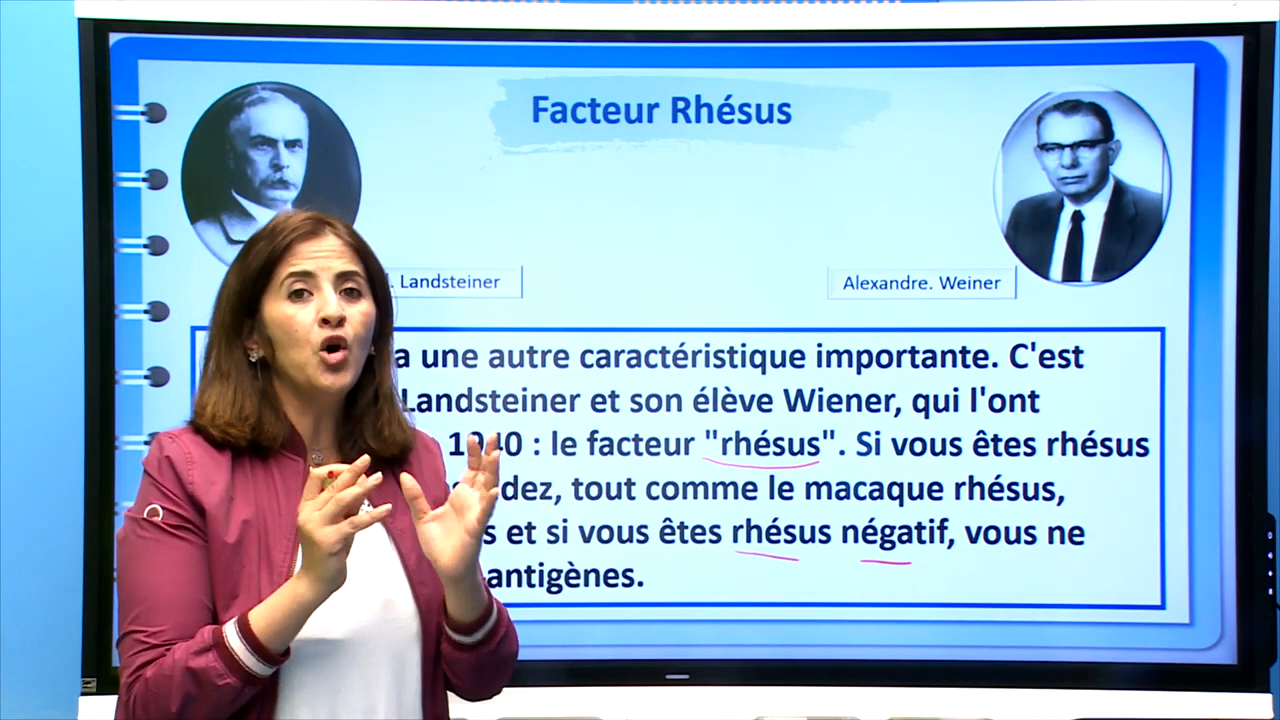 Facteur Rhésus
. Landsteiner
Alexandre. Weiner
a une autre caractéristique importante. C'est
Landsteiner et son élève Wiener, qui l'ont
1940 : le facteur "rhésus". Si vous êtes rhésus
dez, tout comme le macaque rhésus,
s et si vous êtes rhésus négatif, vous ne
antigènes.